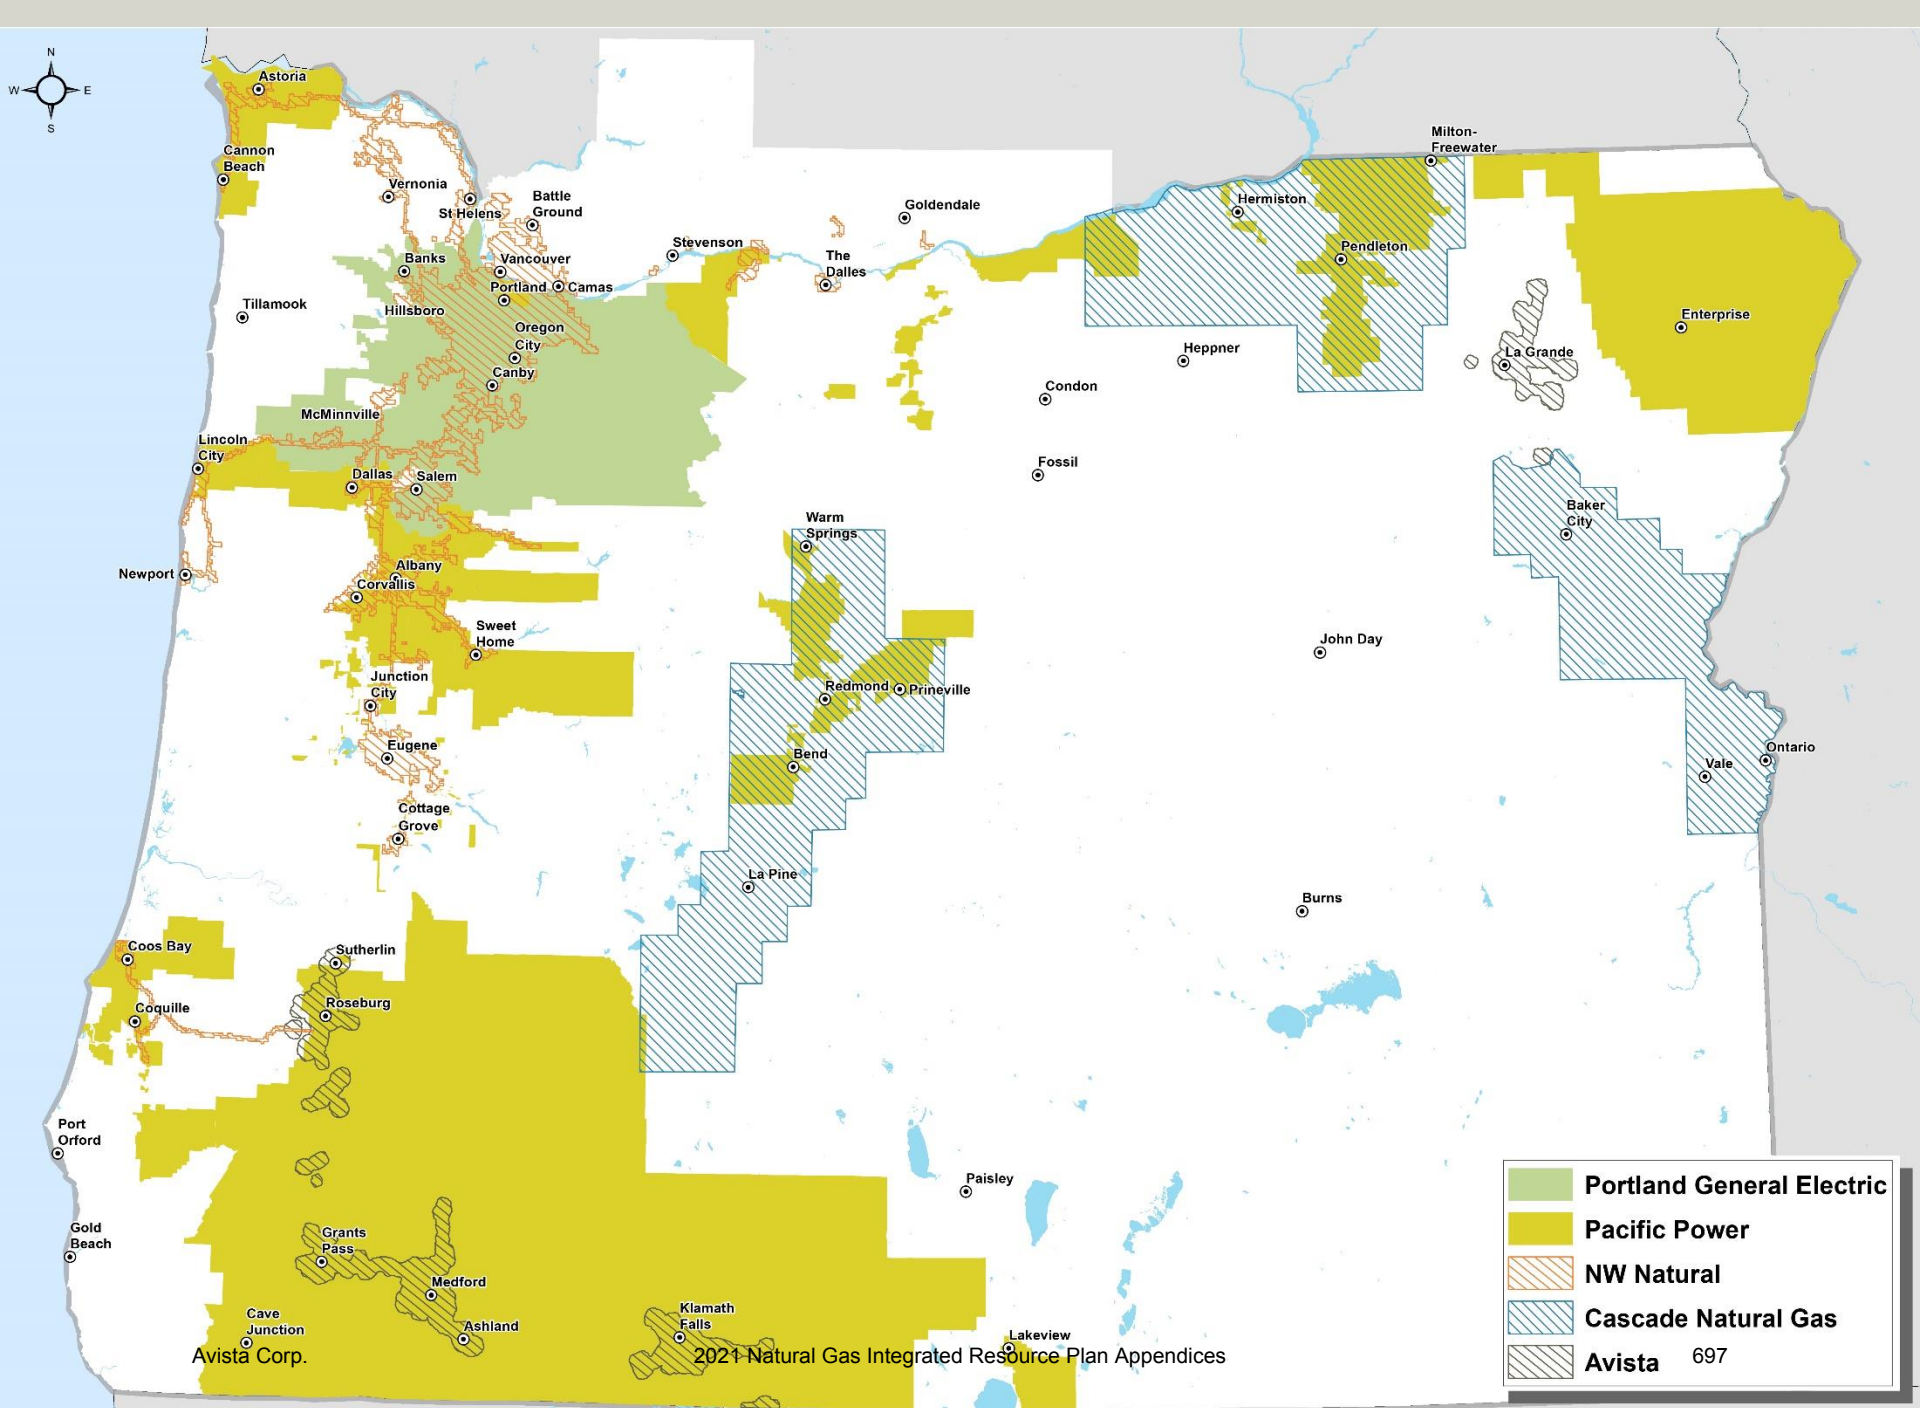 N
W
E
S
Astoria
Cannon
Beach
Vernonia
St Helens
Battle
Ground
Goldendale
Stevenson
Banks
Vancouver
The
Dalles
Portland
Camas
Tillamook
Hillsboro
Oregon
City
Canby
Milton-
Freewater
Hermiston
Pendleton
Enterprise
La Grande
Heppner
Condon
McMinnville
Lincoln
City
Dallas
Salem
Fossil
Warm
Springs
Baker
City
Newport
Albany
Corvallis
Sweet
Home
John Day
Junction
City
Redmond
Prineville
Eugene
Bend
Ontario
Vale
Cottage
Grove
La Pine
Burns
Coos Bay
Sutherlin
Coquille
Roseburg
Port
Orford
Paisley
Gold
Beach
Grants
Pass
Medford
Cave
Junction
Ashland
Klamath
Falls
Lakeview
Portland General Electric
Pacific Power
NW Natural
Cascade Natural Gas
Avista
Avista Corp.
2021 Natural Gas Integrated Resource Plan Appendices
697